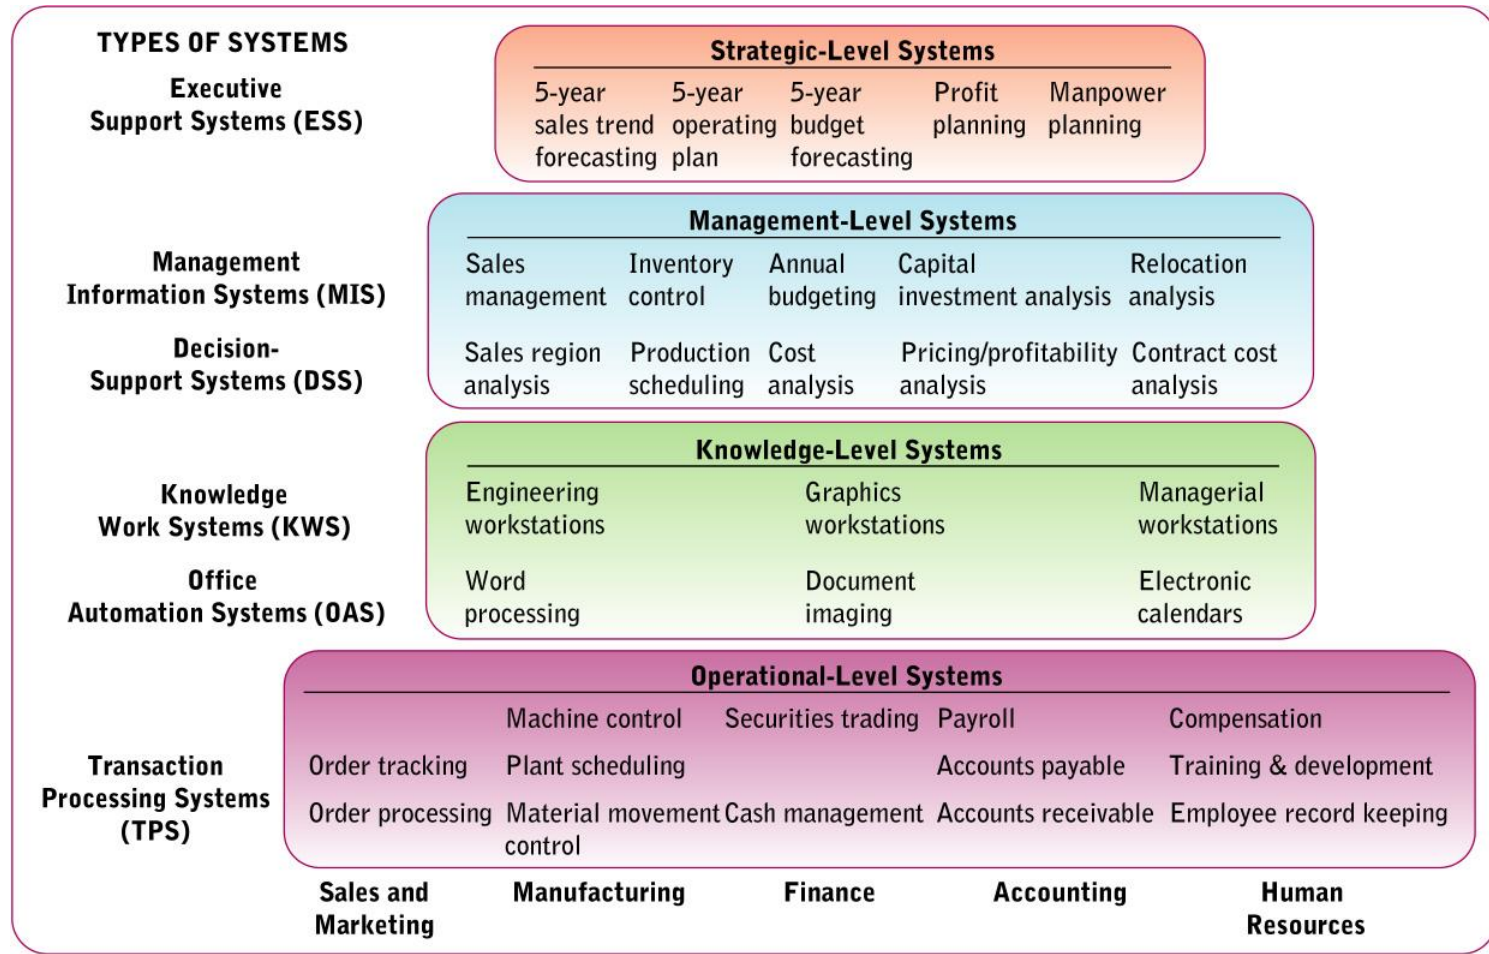 TYPES OF SYSTEMS
Executive
Support Systems (ESS)
Strategic-Level Systems
5-year 5-year 5-year Profit Manpower
sales trend operating budget planning planning
forecasting plan forecasting
Management
Information Systems (MIS)
Decision-
Support Systems (DSS)
Management-Level Systems
Sales Inventory Annual Capital Relocation
management control budgeting investment analysis analysis
Sales region Production Cost Pricing/profitability Contract cost
analysis scheduling analysis analysis analysis
Knowledge
Work Systems (KWS)
Office
Automation Systems (OAS)
Knowledge-Level Systems
Engineering Graphics Managerial
workstations workstations workstations
Word Document Electronic
processing imaging calendars
Transaction
Processing Systems
(TPS)
Operational-Level Systems
Machine control Securities trading Payroll Compensation
Order tracking Plant scheduling Accounts payable Training & development
Order processing Material movement Cash management Accounts receivable Employee record keeping
control
Sales and Manufacturing Finance Accounting Human
Marketing Resources